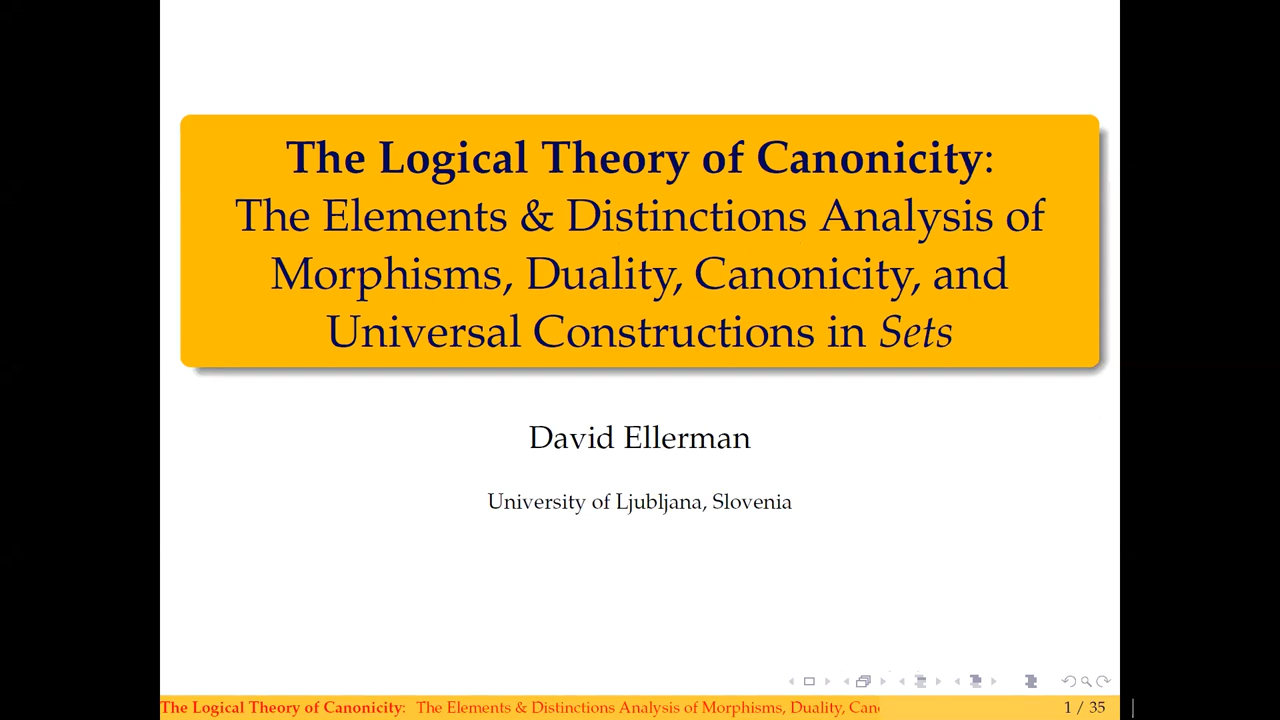 The Logical Theory of Canonicity:
The Elements & Distinctions Analysis of
Morphisms, Duality, Canonicity, and
Universal Constructions in Sets
David Ellerman
University of Ljubljana, Slovenia
The Logical Theory of Canonicity: The Elements & Distinctions Analysis of Morphisms, Duality, Can 1 / 35